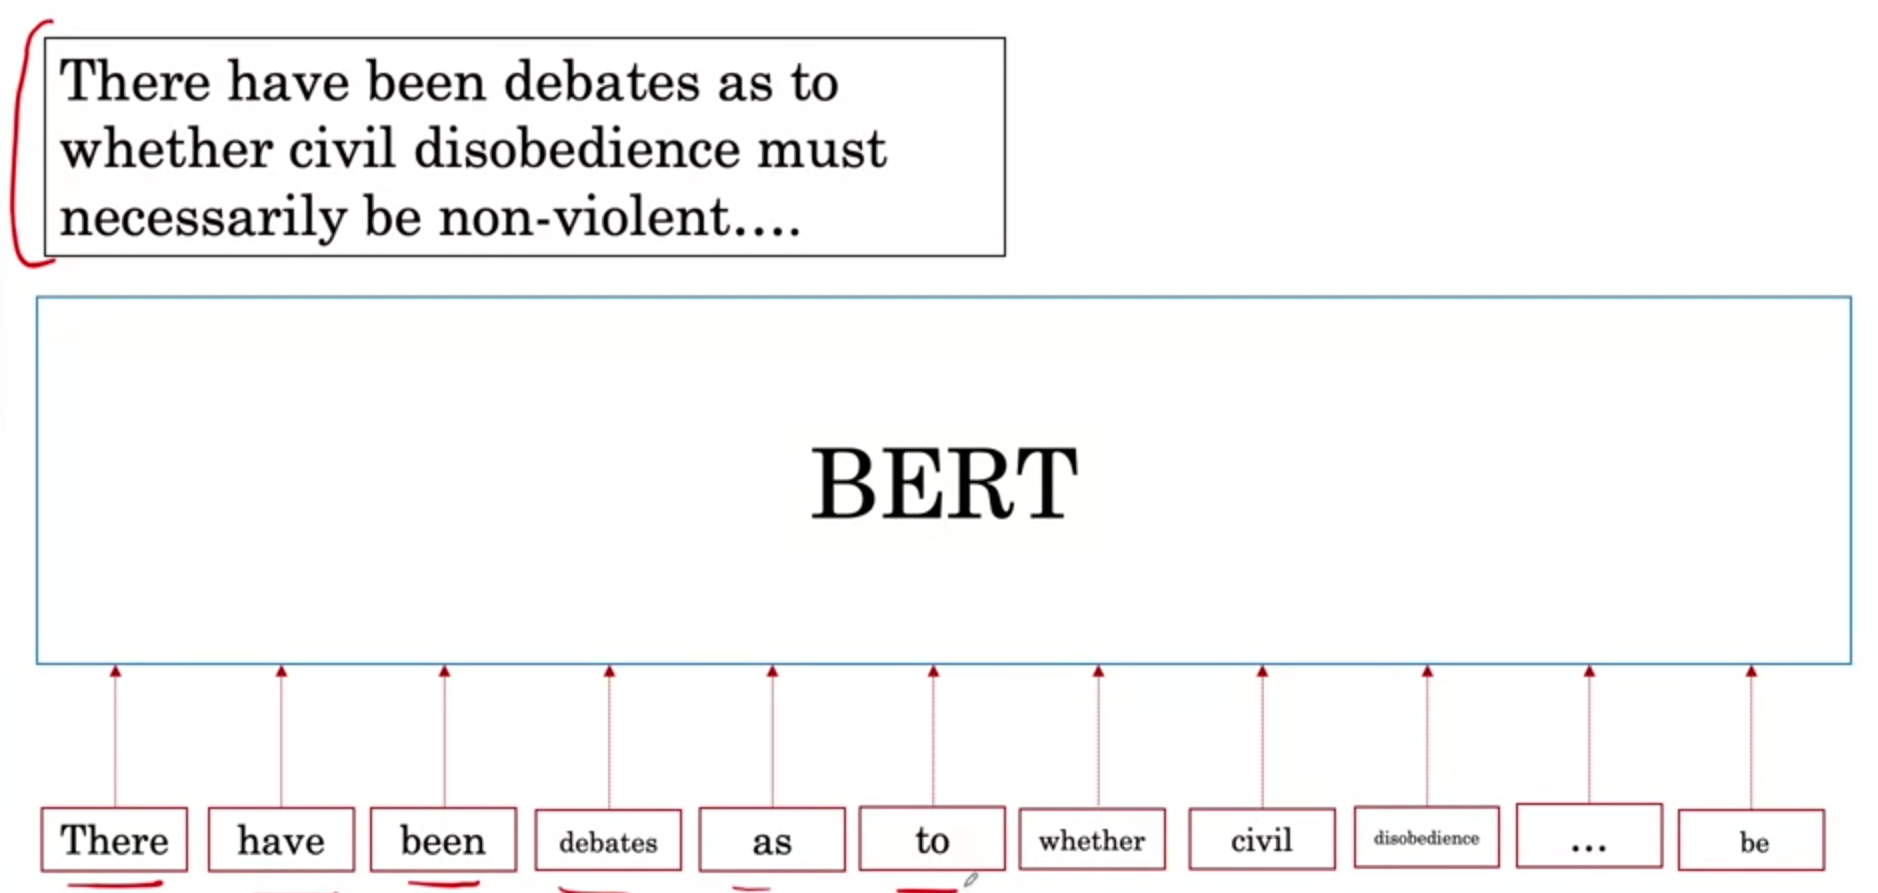 There have been debates as to
whether civil disobedience must
necessarily be non-violent....
BERT
There have been debates as to whether civil disobedience ... be